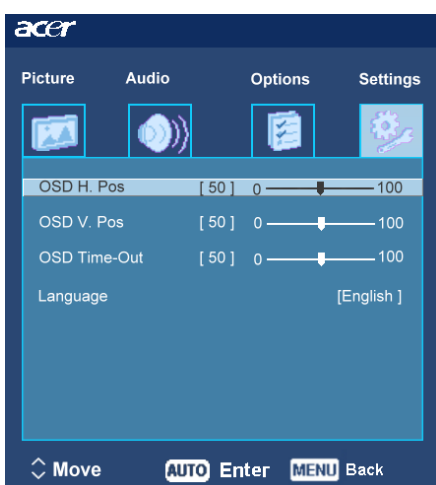 acer
Picture Audio Options Settings
OSD H. Pos [ 50 ] 0 100
OSD V. Pos [ 50 ] 0 100
OSD Time-Out [ 50 ] 0 100
Language [English ]
Move AUTO Enter MENU Back